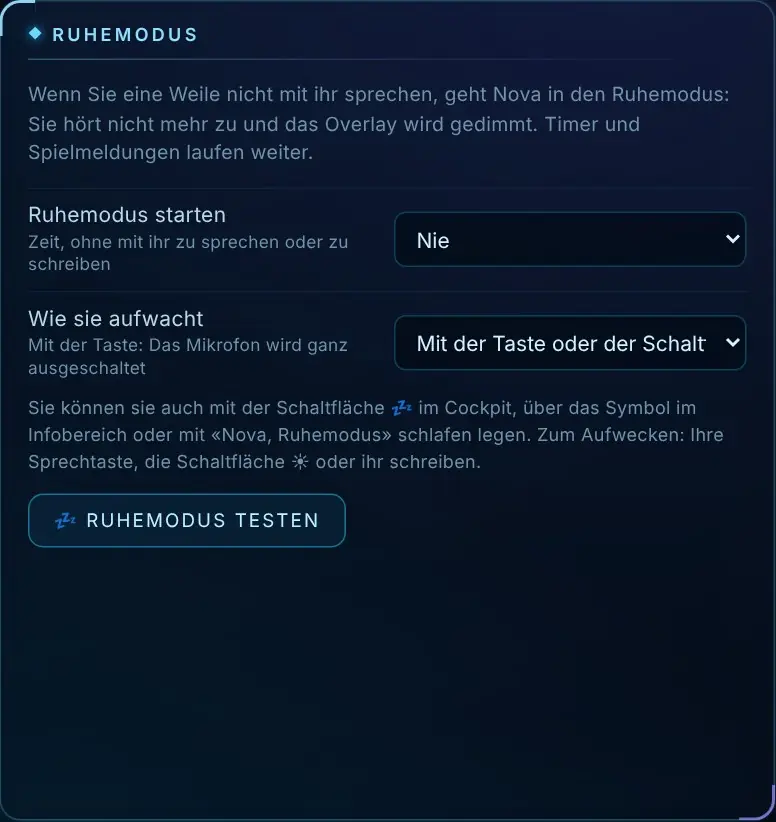 RUHEMODUS
Wenn Sie eine Weile nicht mit ihr sprechen, geht Nova in den Ruhemodus:
Sie hört nicht mehr zu und das Overlay wird gedimmt. Timer und
Spielmeldungen laufen weiter.
Ruhemodus starten
Zeit, ohne mit ihr zu sprechen oder zu
schreiben
Nie
Wie sie aufwacht
Mit der Taste: Das Mikrofon wird ganz
ausgeschaltet
Mit der Taste oder der Schalt
Sie können sie auch mit der Schaltfläche 💤 im Cockpit, über das Symbol im
Infobereich oder mit «Nova, Ruhemodus» schlafen legen. Zum Aufwecken: Ihre
Sprechtaste, die Schaltfläche ☀ oder ihr schreiben.
💤 RUHEMODUS TESTEN